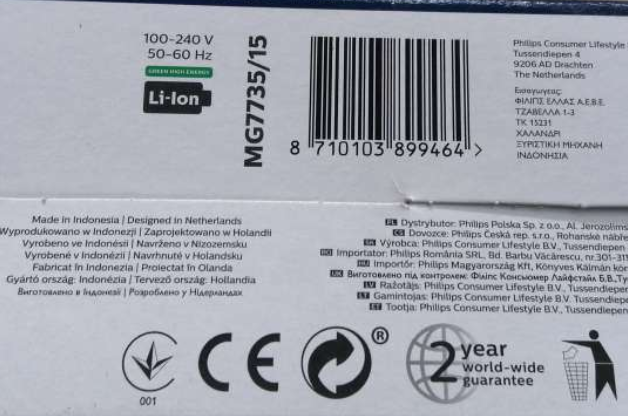 100-240 V
50-60 Hz
GREEN HIGH ENERGY
Li-Ion
MG7735/15
8 710103 899464 >
Philips Consumer Lifestyle
Tussendiepen 4
9206 AD Drachten
The Netherlands
Εισαγωγέας:
ΦΙΛΙΠΣ ΕΛΛΑΣ Α.Ε.Β.Ε.
ΤΖΑΒΕΛΛΑ 1-3
ΤΚ 15231
ΧΑΛΑΝΔΡΙ
ΞΥΡΙΣΤΙΚΗ ΜΗΧΑΝΗ
ΙΝΔΟΝΗΣΙΑ
Made in Indonesia | Designed in Netherlands
Wyprodukowano w Indonezji | Zaprojektowano w Holandii
Vyrobeno ve Indonésii | Navrženo v Nizozemsku
Vyrobené v Indonézii | Navrhnuté v Holandsku
Fabricat în Indonezia | Proiectat în Olanda
Gyártó ország: Indonézia | Tervező ország: Hollandia
Виготовлено в Індонезії | Розроблено у Нідерландах
PL Dystrybutor: Philips Polska Sp. z o.o., Al. Jerozolims
CS Dovozce: Philips Česká rep. s.r.o., Rohanské nábře
SK Výrobca: Philips Consumer Lifestyle B.V., Tussendiepen
RO Importator: Philips România SRL, Bd. Barbu Văcărescu, nr.301-311
HU Importőr: Philips Magyarország Kft, Könyves Kálmán kör
UK Виготовлено під контролем: Філіпс Консьюмер Лайфстайл Б.В.,Ту
LV Ražotājs: Philips Consumer Lifestyle B.V., Tussendiepen
LT Gamintojas: Philips Consumer Lifestyle B.V., Tussendiepe
ET Tootja: Philips Consumer Lifestyle B.V., Tussendiepen
001
CE
®
2 year
world-wide
guarantee